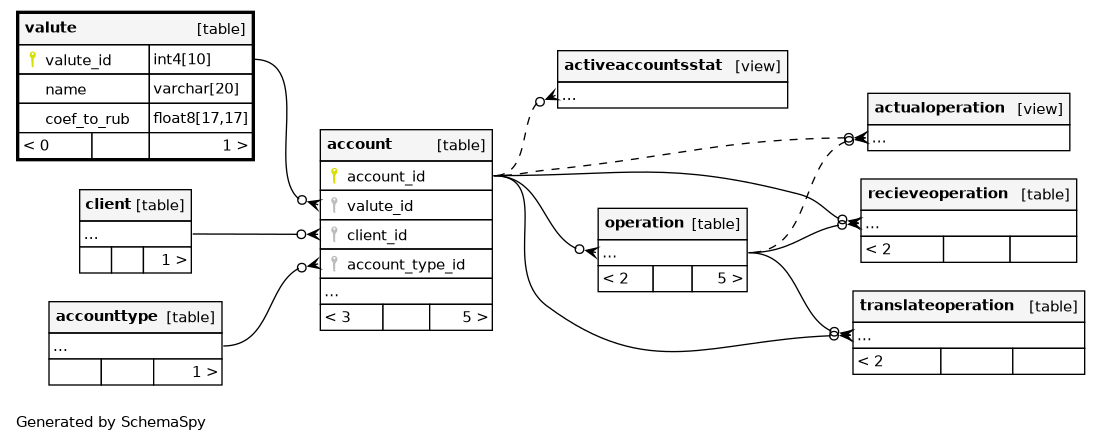 valute [table]
valute_id int4[10]
name varchar[20]
coef_to_rub float8[17,17]
< 0 1 >
client [table]
...
1 >
accounttype [table]
...
1 >
account [table]
account_id
valute_id
client_id
account_type_id
...
< 3 5 >
activeaccountsstat [view]
...
operation [table]
...
< 2 5 >
actualoperation [view]
...
recieveoperation [table]
...
< 2
translateoperation [table]
...
< 2
Generated by SchemaSpy